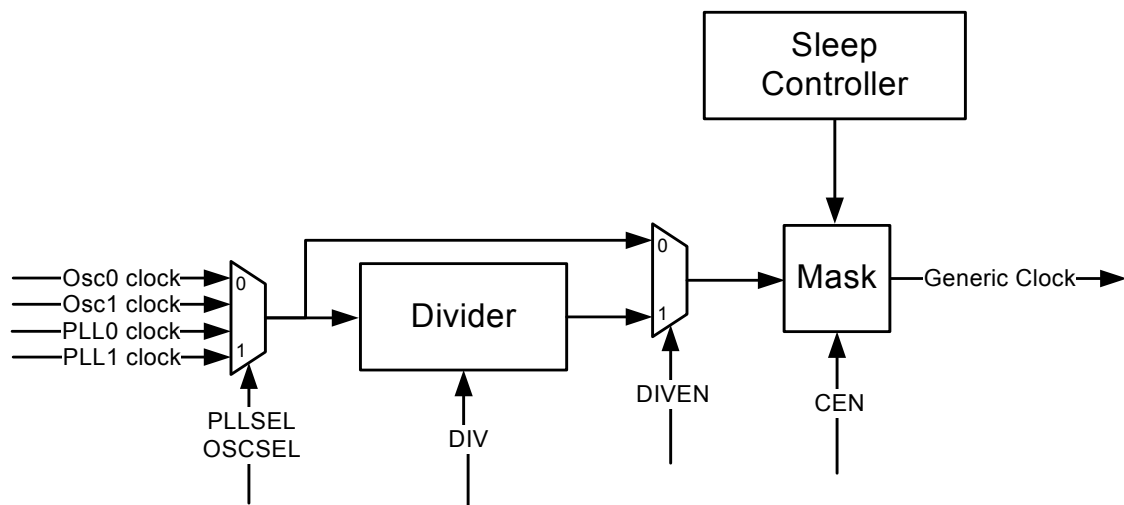 Sleep
Controller
0
Osc0 clock
0
Osc1 clock
Mask
Generic Clock
PLL0 clock
Divider
1
PLL1 clock
1
PLLSEL
OSCSEL
DIV
DIVEN
CEN